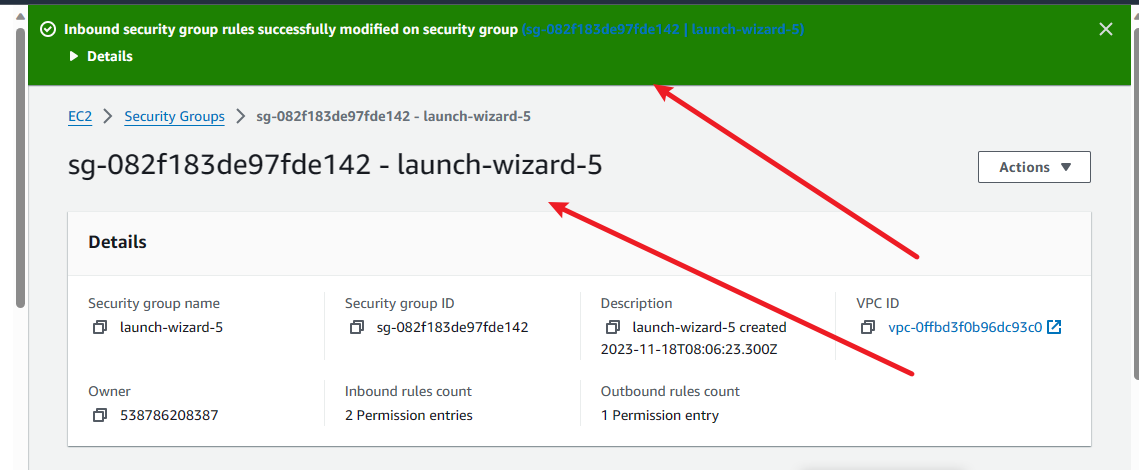 Inbound security group rules successfully modified on security group (sg-082f183de97fde142 | launch-wizard-5)
Details
EC2 > Security Groups > sg-082f183de97fde142 - launch-wizard-5
sg-082f183de97fde142 - launch-wizard-5
Actions
Details
Security group name
launch-wizard-5
Security group ID
sg-082f183de97fde142
Description
launch-wizard-5 created
2023-11-18T08:06:23.300Z
VPC ID
vpc-0ffbd3f0b96dc93c0
Owner
538786208387
Inbound rules count
2 Permission entries
Outbound rules count
1 Permission entry